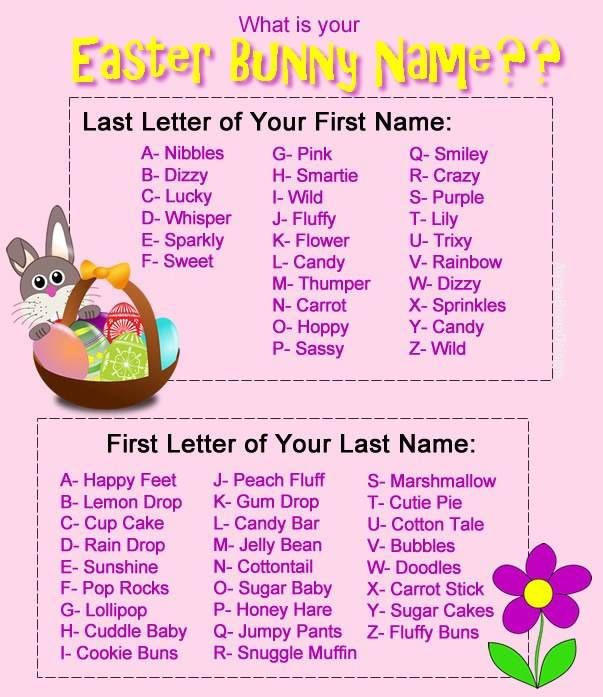 What is your
Easter Bunny Name??
Last Letter of Your First Name:
A- Nibbles
B- Dizzy
C- Lucky
D- Whisper
E- Sparkly
F- Sweet
G- Pink
H- Smartie
I- Wild
J- Fluffy
K- Flower
L- Candy
M- Thumper
N- Carrot
O- Hoppy
P- Sassy
Q- Smiley
R- Crazy
S- Purple
T- Lily
U- Trixy
V- Rainbow
W- Dizzy
X- Sprinkles
Y- Candy
Z- Wild
First Letter of Your Last Name:
A- Happy Feet
B- Lemon Drop
C- Cup Cake
D- Rain Drop
E- Sunshine
F- Pop Rocks
G- Lollipop
H- Cuddle Baby
I- Cookie Buns
J- Peach Fluff
K- Gum Drop
L- Candy Bar
M- Jelly Bean
N- Cottontail
O- Sugar Baby
P- Honey Hare
Q- Jumpy Pants
R- Snuggle Muffin
S- Marshmallow
T- Cutie Pie
U- Cotton Tale
V- Bubbles
W- Doodles
X- Carrot Stick
Y- Sugar Cakes
Z- Fluffy Buns